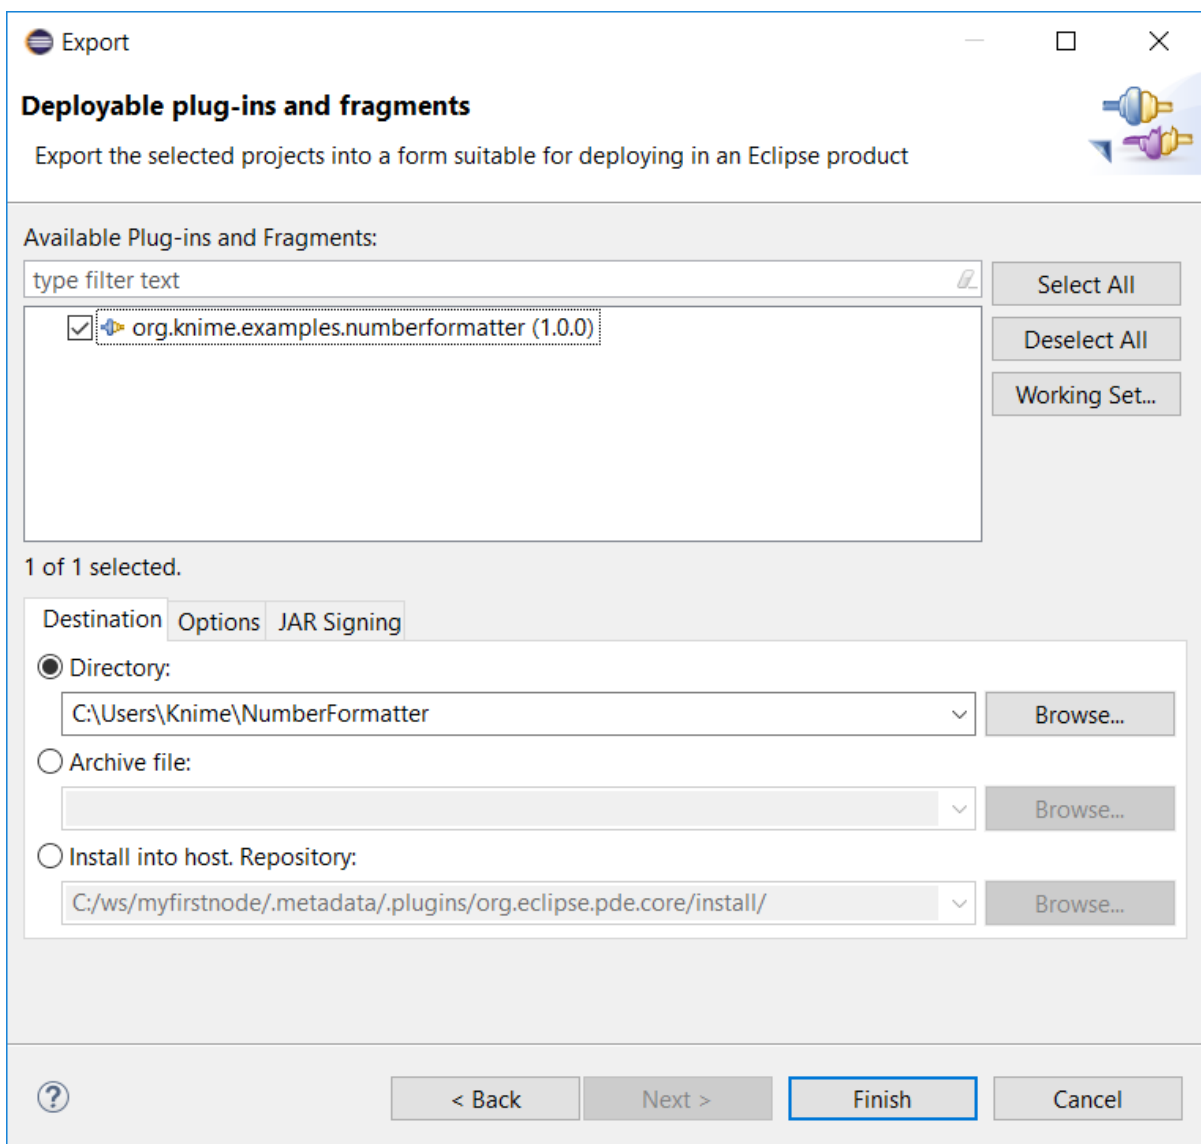 Export
Deployable plug-ins and fragments
Export the selected projects into a form suitable for deploying in an Eclipse product
Available Plug-ins and Fragments:
type filter text
Select All
org.knime.examples.numberformatter (1.0.0)
Deselect All
Working Set...
1 of 1 selected.
Destination Options JAR Signing
Directory:
C:\Users\Knime\NumberFormatter Browse...
Archive file:
Browse...
Install into host. Repository:
C:/ws/myfirstnode/.metadata/.plugins/org.eclipse.pde.core/install/ Browse...
? < Back Next > Finish Cancel